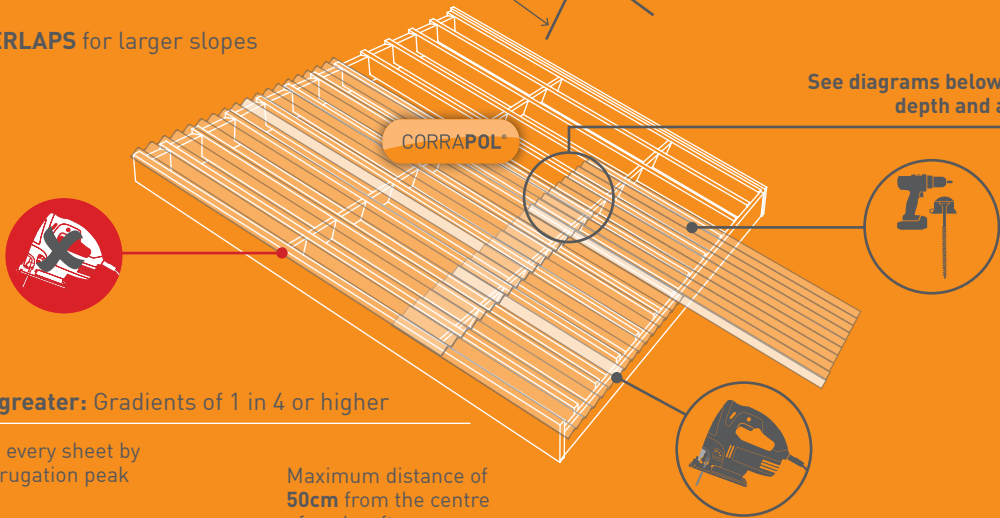 ERLAPS for larger slopes
See diagrams below
depth and a
CORRAPOL®
greater: Gradients of 1 in 4 or higher
every sheet by
rugation peak
Maximum distance of
50cm from the centre